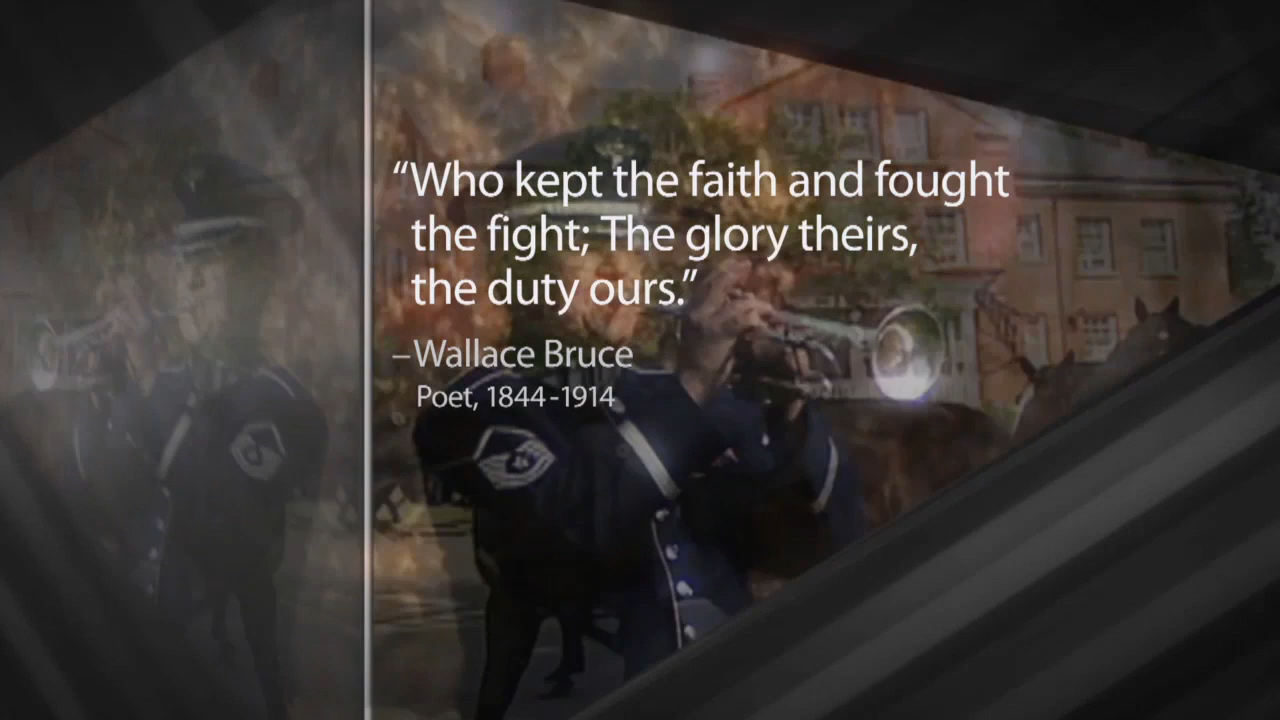 “Who kept the faith and fought
the fight; The glory theirs,
the duty ours.”
–Wallace Bruce
Poet, 1844-1914